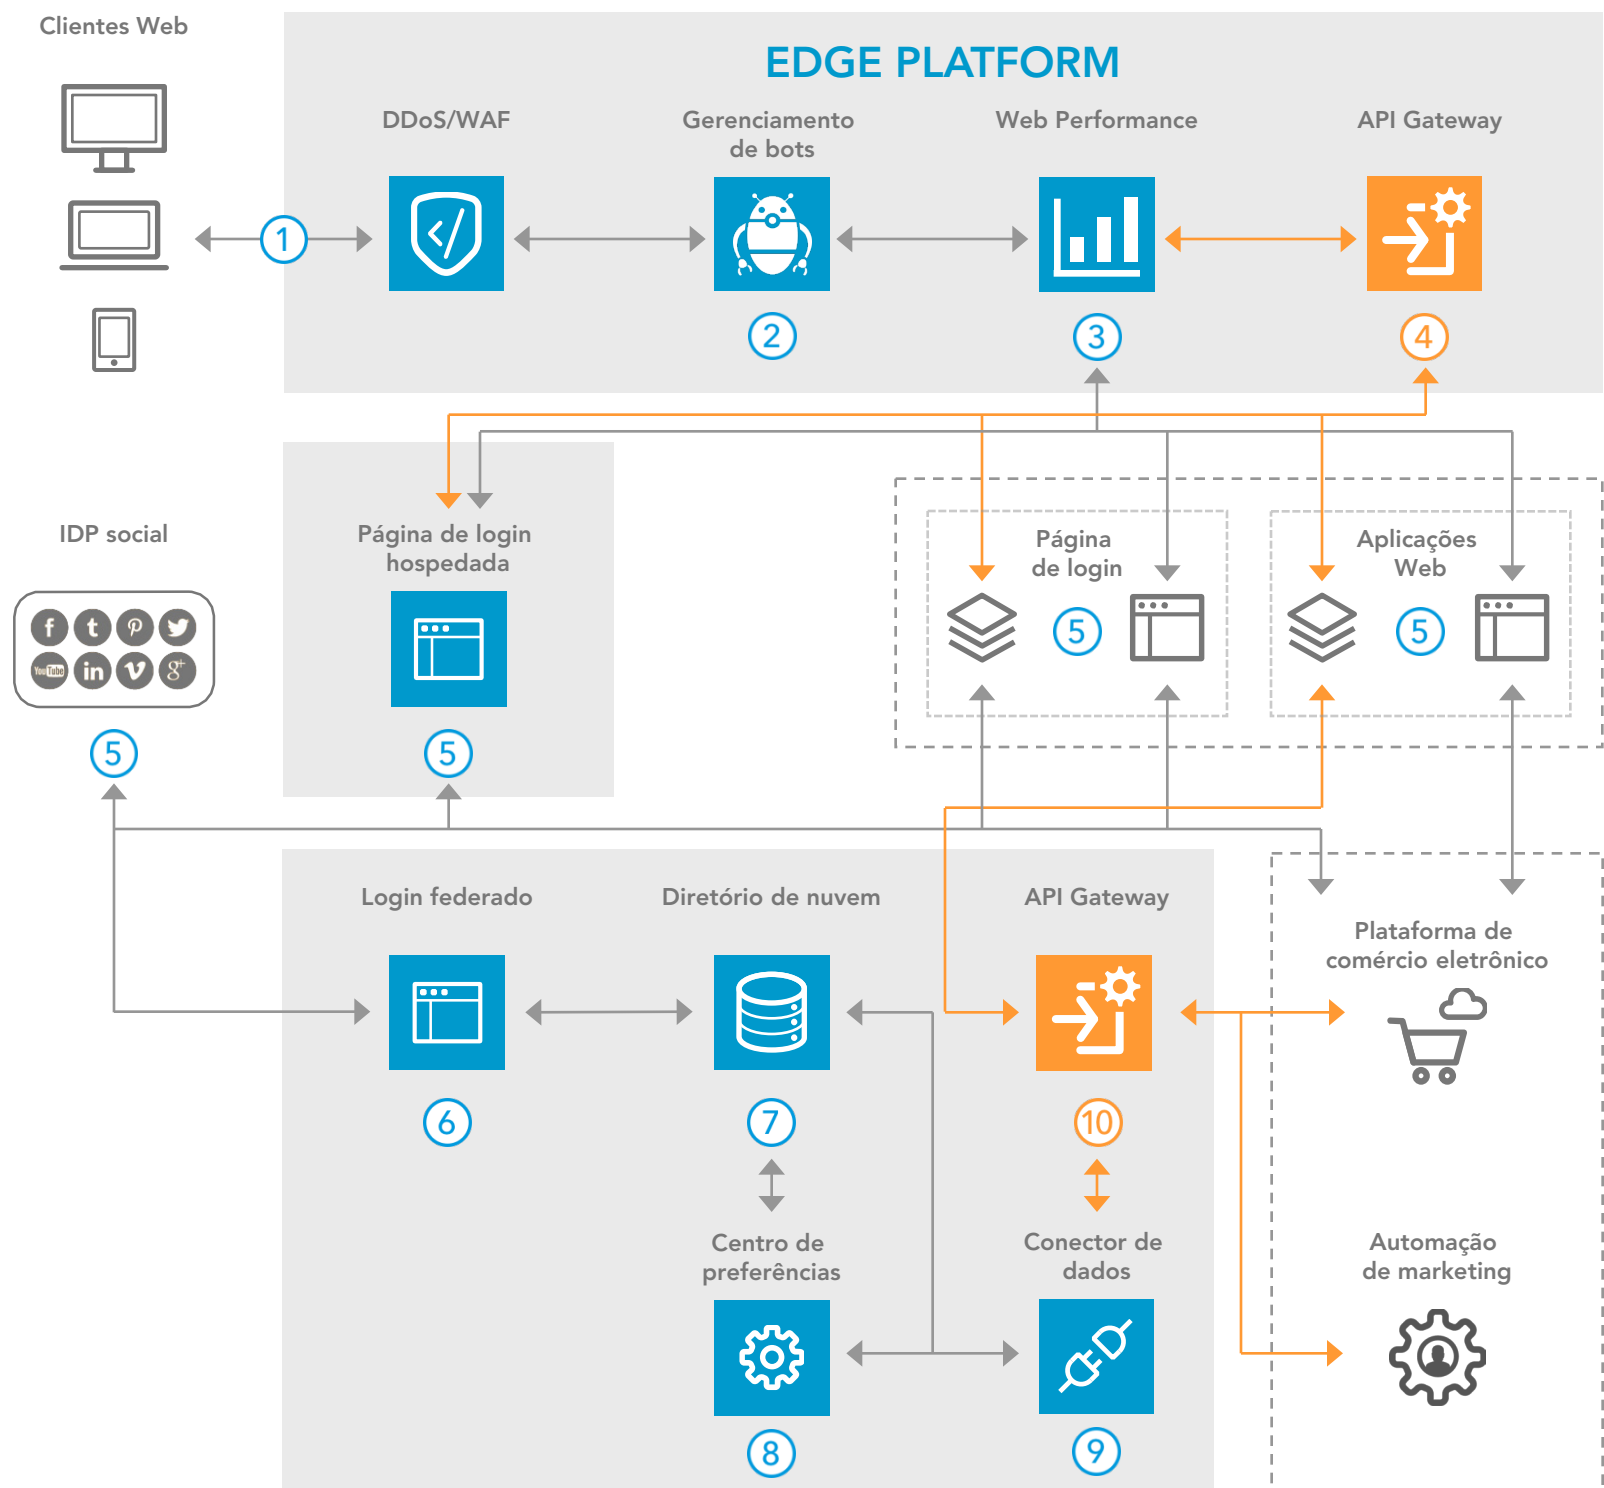 Clientes Web
EDGE PLATFORM
DDoS/WAF
Gerenciamento
de bots
Web Performance
API Gateway
1
2
3
4
IDP social
f
t
p
YouTube
in
v
g+
5
Página de login
hospedada
5
Página
de login
5
Aplicações
Web
5
Login federado
6
Diretório de nuvem
7
API Gateway
10
Centro de
preferências
8
Conector de
dados
9
Plataforma de
comércio eletrônico
Automação
de marketing